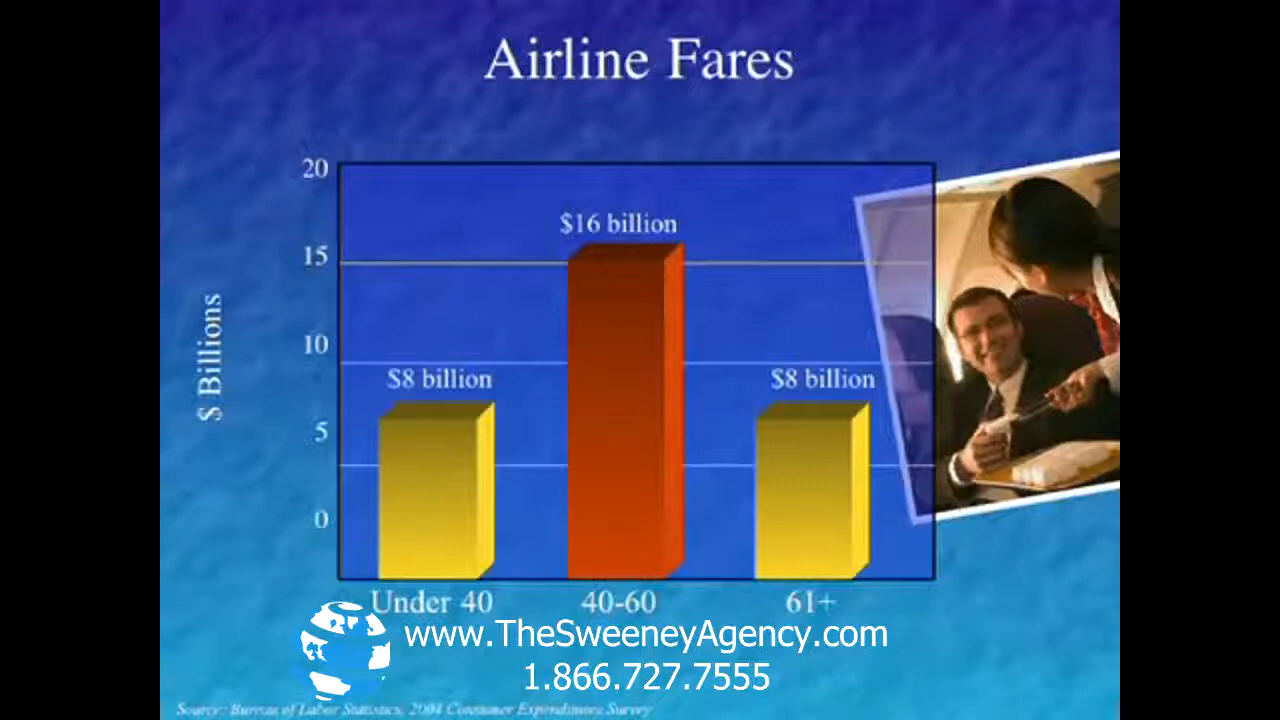 Airline Fares
20
$16 billion
15
$ Billions
10
$8 billion
$8 billion
5
0
Under 40
40-60
61+
www.TheSweeneyAgency.com
1.866.727.7555
Source: Bureau of Labor Statistics, 2004 Consumer Expenditures Survey